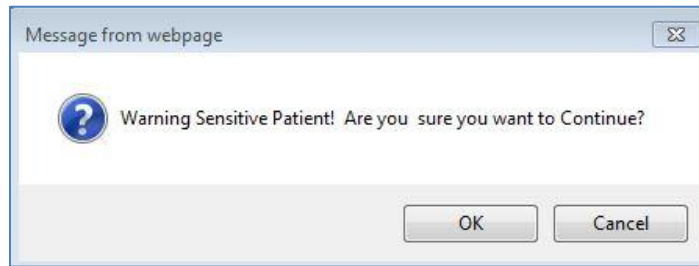 Message from webpage
Warning Sensitive Patient!  Are you  sure you want to Continue?
OK
Cancel